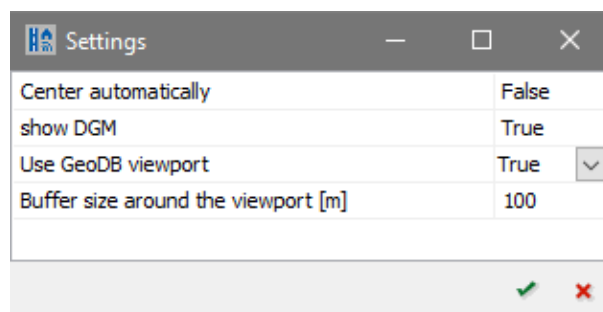 Settings
Center automatically False
show DGM True
Use GeoDB viewport True
Buffer size around the viewport [m] 100